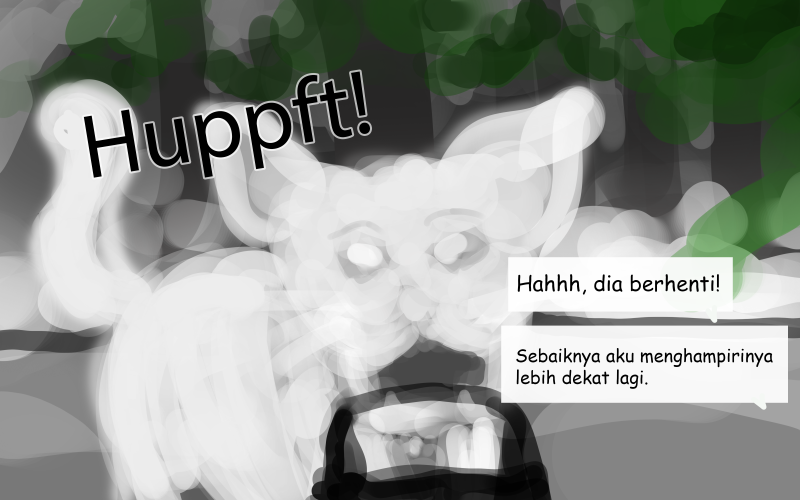 Huppft!
Hahhh, dia berhenti!
Sebaiknya aku menghampirinya
lebih dekat lagi.